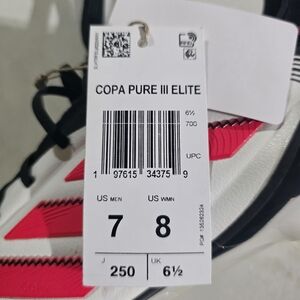 COPA PURE III ELITE
6½
700
UPC
1 97615 34375 9
US MEN
US WMN
7
8
J
UK
250
6½